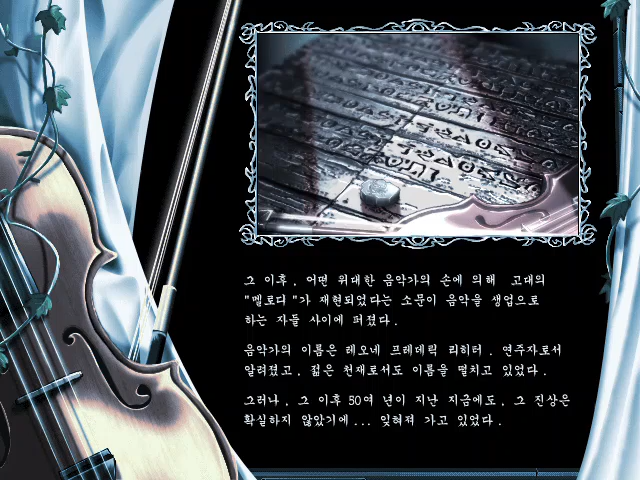 그 이후, 어떤 위대한 음악가의 손에 의해 고대의
"멜로디"가 재현되었다는 소문이 음악을 생업으로
하는 자들 사이에 퍼졌다.
음악가의 이름은 레오네 프레데릭 리히터. 연주자로서
알려졌고, 젊은 천재로서도 이름을 떨치고 있었다.
그러나, 그 이후 50여 년이 지난 지금에도, 그 진상은
확실하지 않았기에... 잊혀져 가고 있었다.